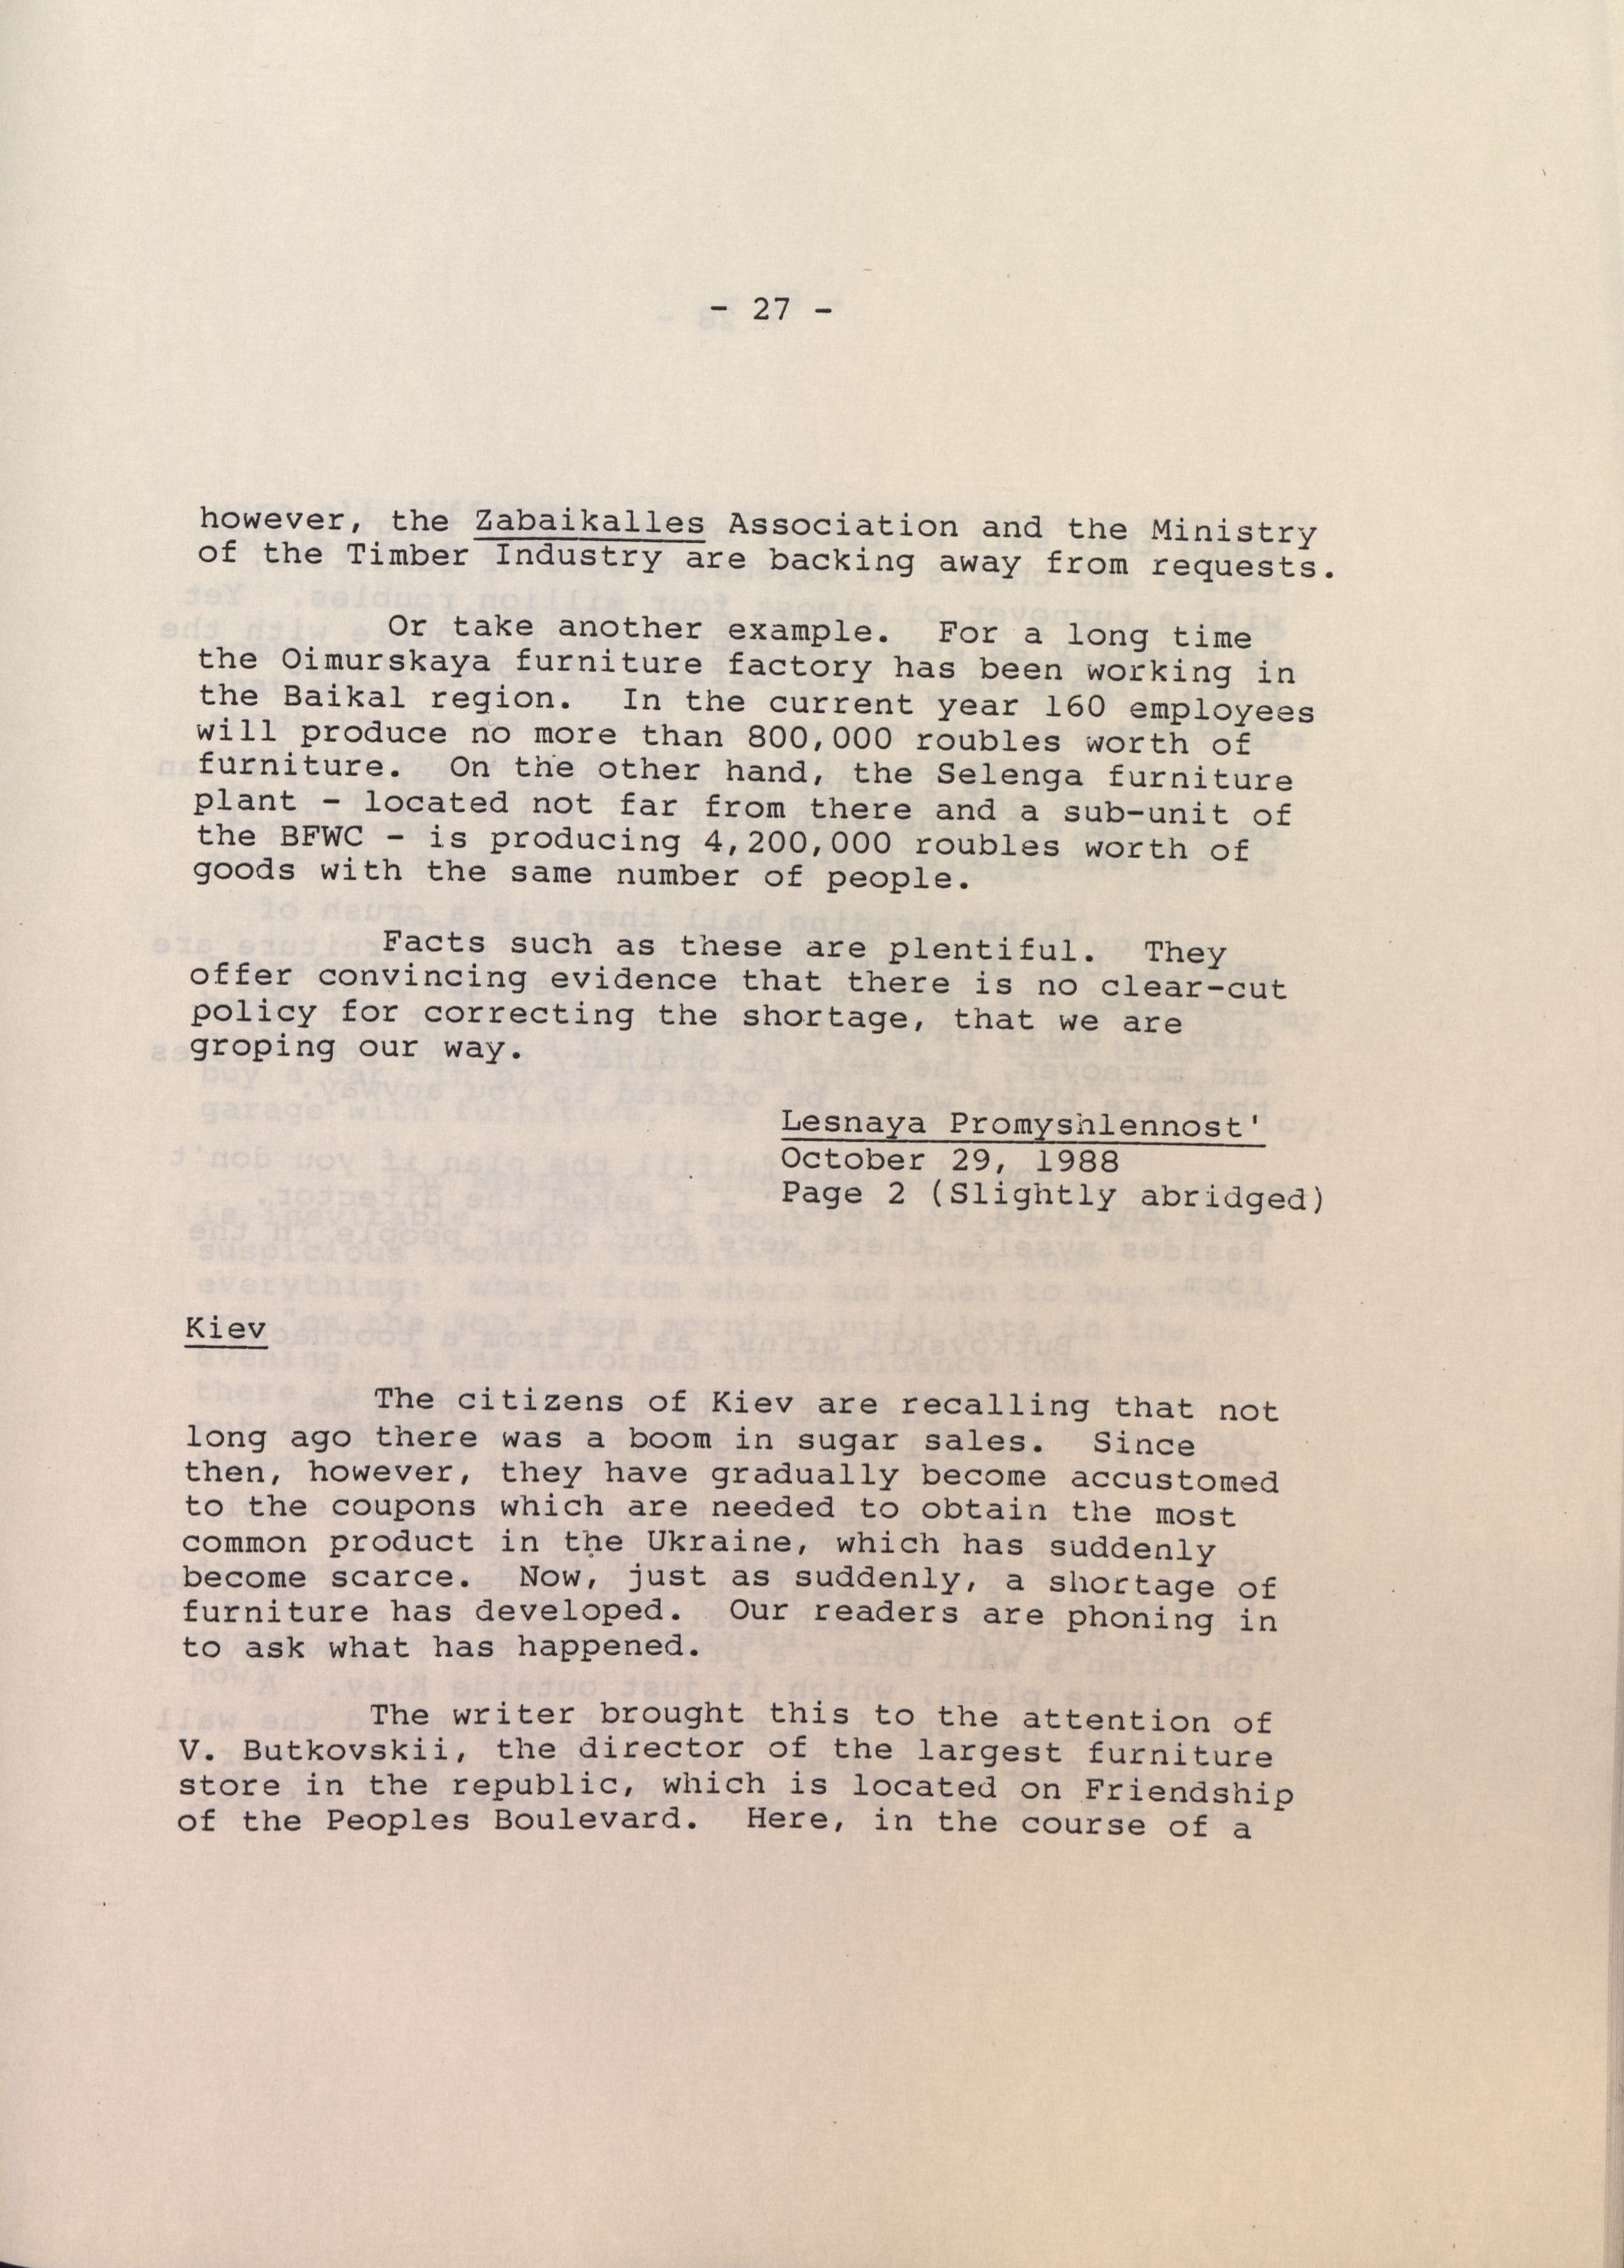 - 27 -
however, the Zabaikalles Association and the Ministry
of the Timber Industry are backing away from requests.
Or take another example. For a long time
the Oimurskaya furniture factory has been working in
the Baikal region. In the current year 160 employees
will produce no more than 800,000 roubles worth of
furniture. On the other hand, the Selenga furniture
plant - located not far from there and a sub-unit of
the BFWC - is producing 4,200,000 roubles worth of
goods with the same number of people.
Facts such as these are plentiful. They
offer convincing evidence that there is no clear-cut
policy for correcting the shortage, that we are
groping our way.
Lesnaya Promyshlennost'
October 29, 1988
Page 2 (Slightly abridged)
Kiev
The citizens of Kiev are recalling that not
long ago there was a boom in sugar sales. Since
then, however, they have gradually become accustomed
to the coupons which are needed to obtain the most
common product in the Ukraine, which has suddenly
become scarce. Now, just as suddenly, a shortage of
furniture has developed. Our readers are phoning in
to ask what has happened.
The writer brought this to the attention of
V. Butkovskii, the director of the largest furniture
store in the republic, which is located on Friendship
of the Peoples Boulevard. Here, in the course of a